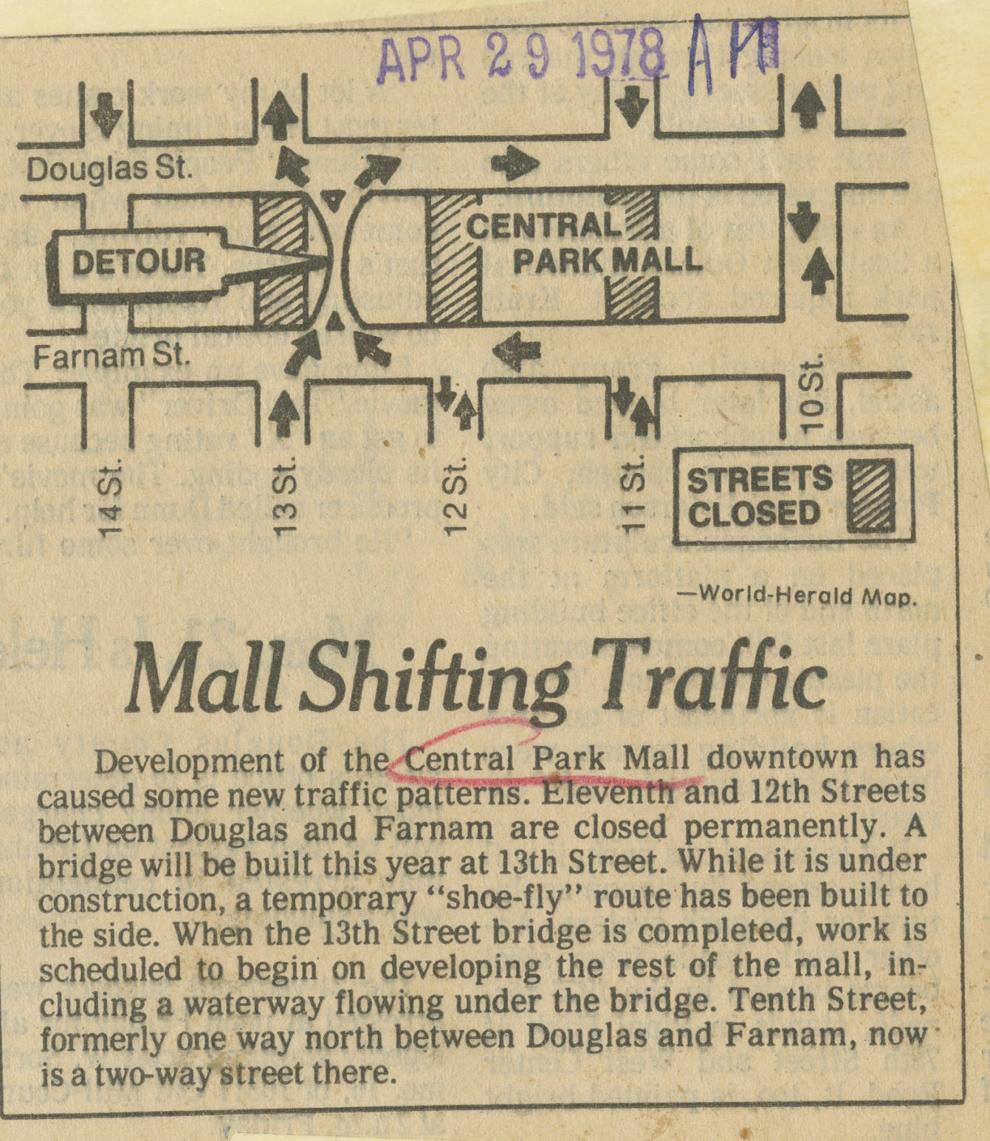 APR 29 1978 AM
Douglas St.
CENTRAL
PARK MALL
DETOUR
Farnam St.
14 St.
13 St.
12 St.
11 St.
10 St.
STREETS
CLOSED
—World-Herald Map.
Mall Shifting Traffic
Development of the Central Park Mall downtown has
caused some new traffic patterns. Eleventh and 12th Streets
between Douglas and Farnam are closed permanently. A
bridge will be built this year at 13th Street. While it is under
construction, a temporary “shoe-fly” route has been built to
the side. When the 13th Street bridge is completed, work is
scheduled to begin on developing the rest of the mall, in-
cluding a waterway flowing under the bridge. Tenth Street,
formerly one way north between Douglas and Farnam, now
is a two-way street there.